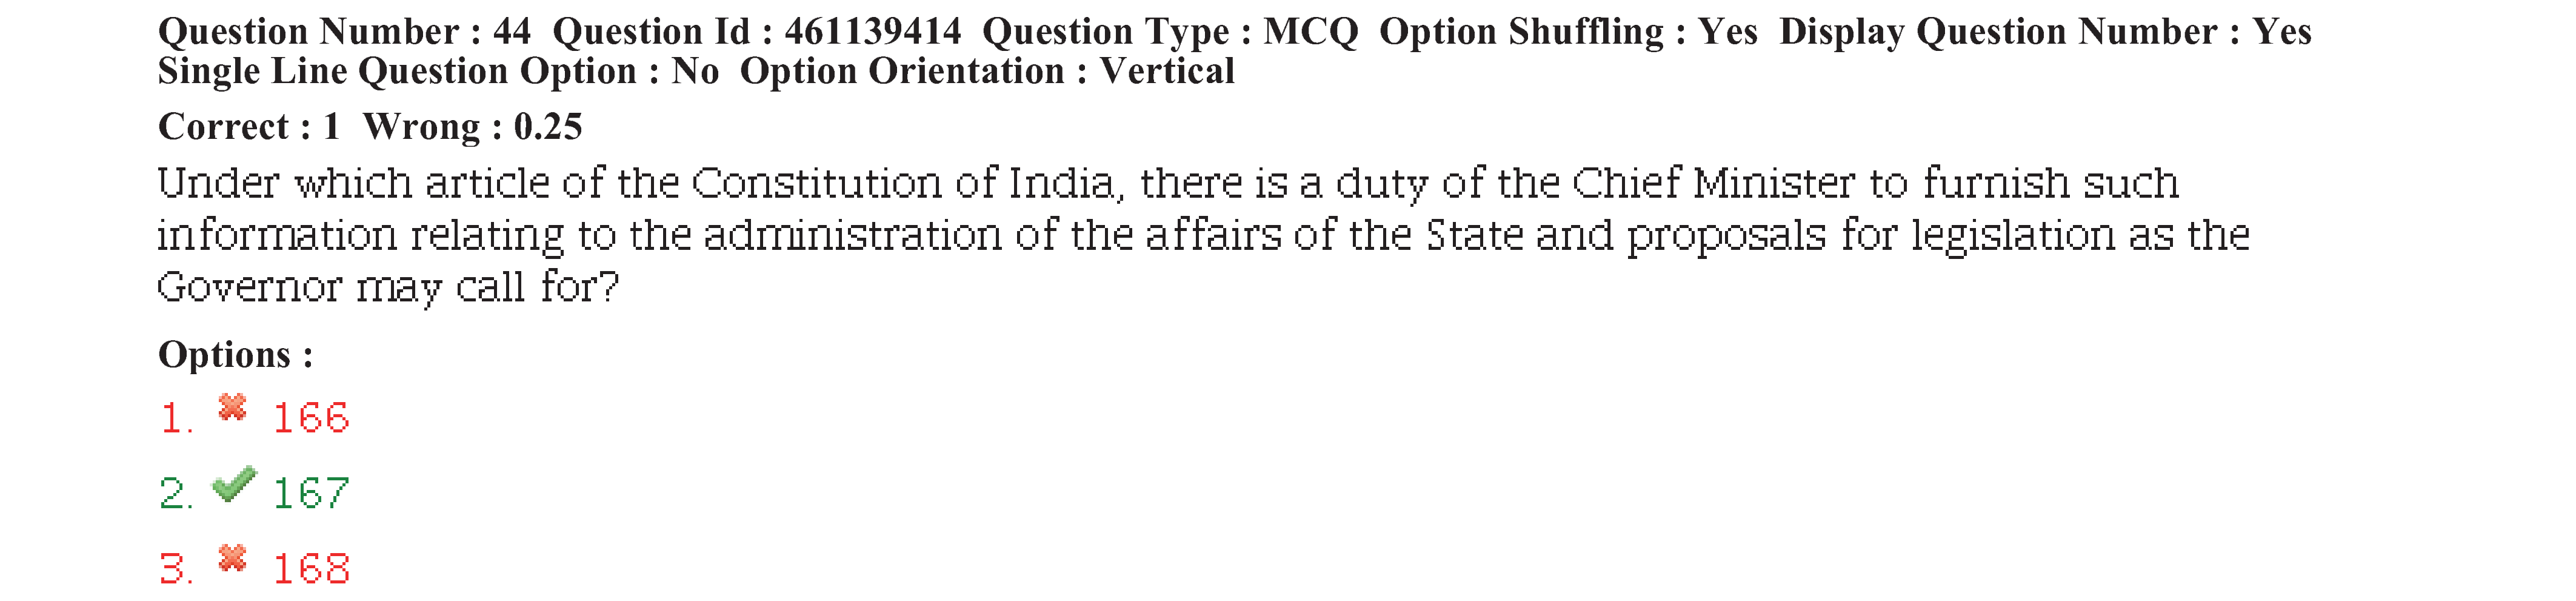 Question Number : 44 Question Id : 461139414 Question Type : MCQ Option Shuffling : Yes Display Question Number : Yes
Single Line Question Option : No Option Orientation : Vertical
Correct : 1 Wrong : 0.25
Under which article of the Constitution of India, there is a duty of the Chief Minister to furnish such
information relating to the administration of the affairs of the State and proposals for legislation as the
Governor may call for?
Options :
1. 166
2. 167
3. 168